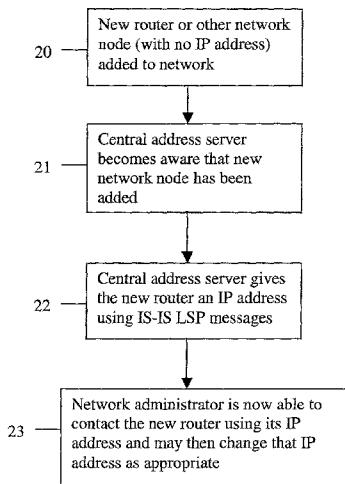 New router or other network
node (with no IP address)
added to network
20
Central address server
becomes aware that new
network node has been
added
21
Central address server gives
the new router an IP address
using IS-IS LSP messages
22
Network administrator is now able to
contact the new router using its IP
address and may then change that IP
address as appropriate
23